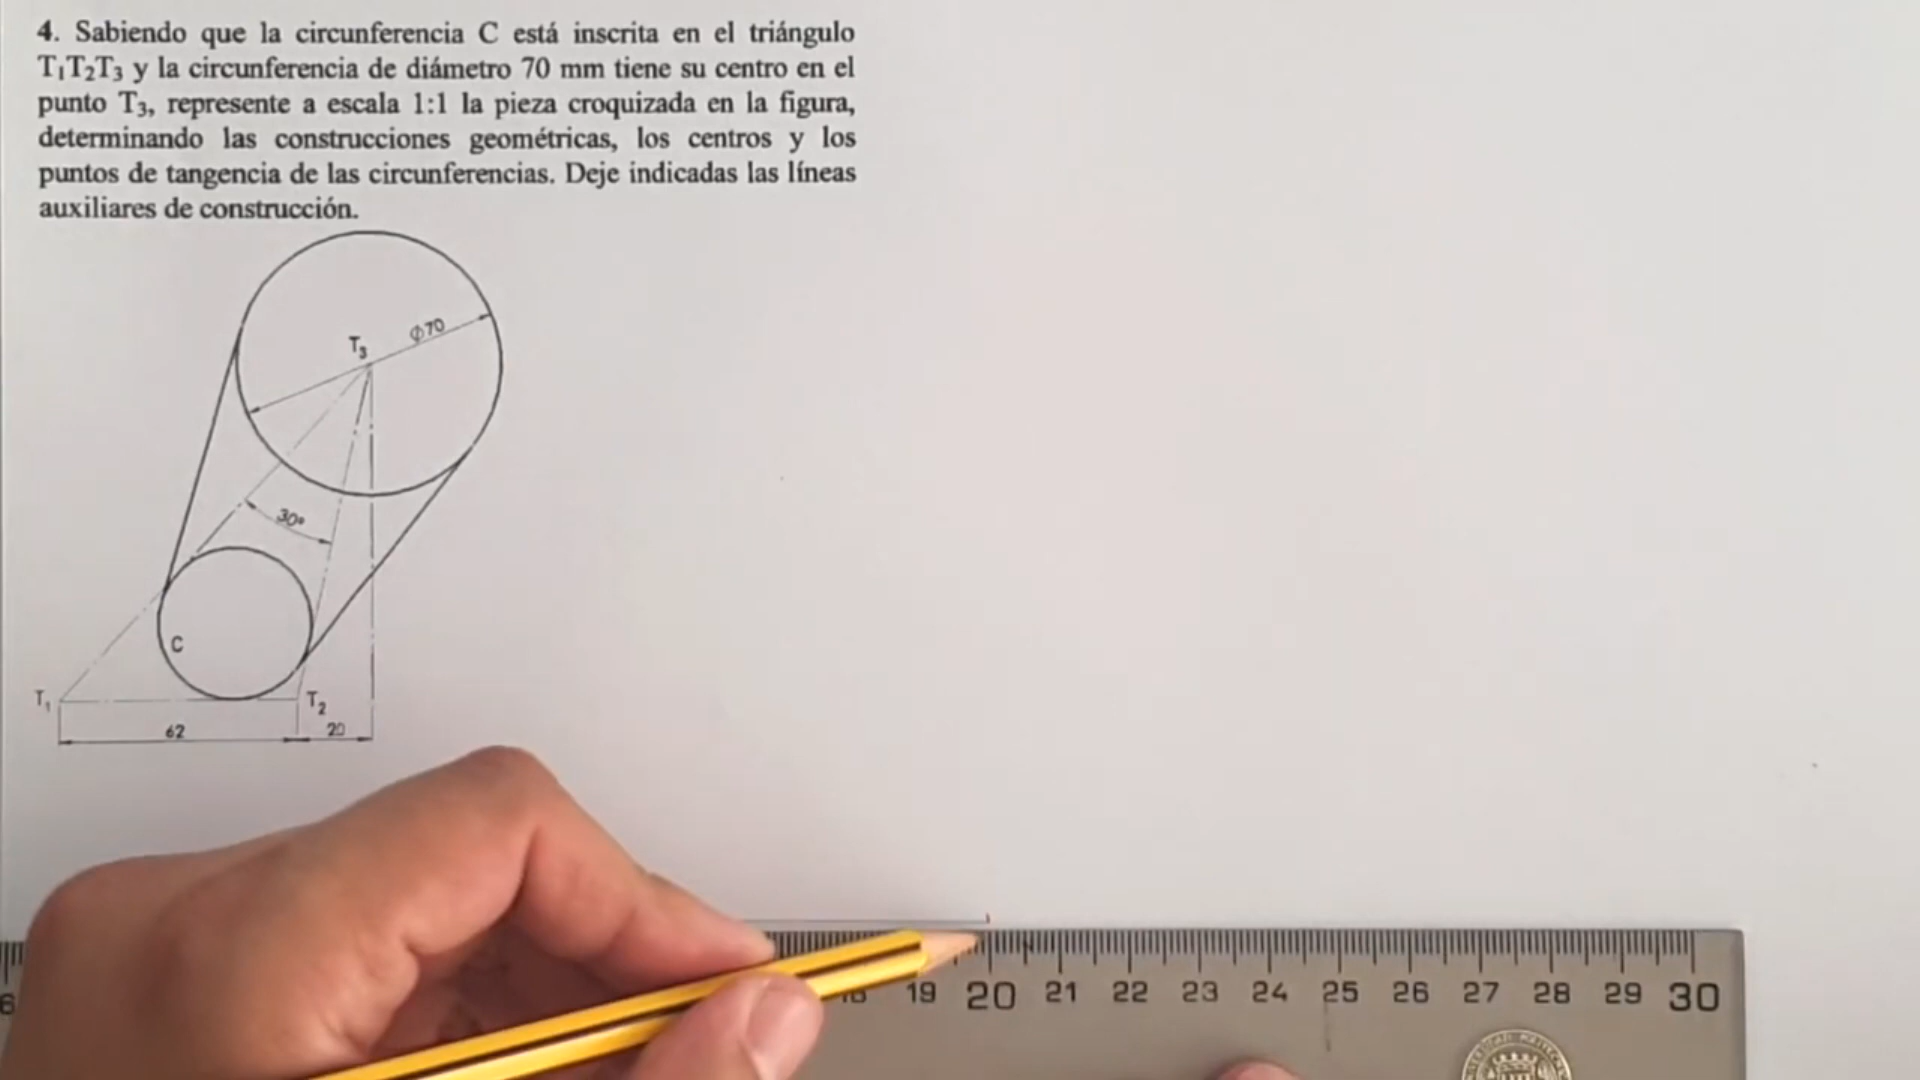 4. Sabiendo que la circunferencia C está inscrita en el triángulo
T₁T₂T₃ y la circunferencia de diámetro 70 mm tiene su centro en el
punto T₃, represente a escala 1:1 la pieza croquizada en la figura,
determinando las construcciones geométricas, los centros y los
puntos de tangencia de las circunferencias. Deje indicadas las líneas
auxiliares de construcción.
T₃
Φ70
30°
C
T₁
T₂
62
20
6
18 19 20 21 22 23 24 25 26 27 28 29 30